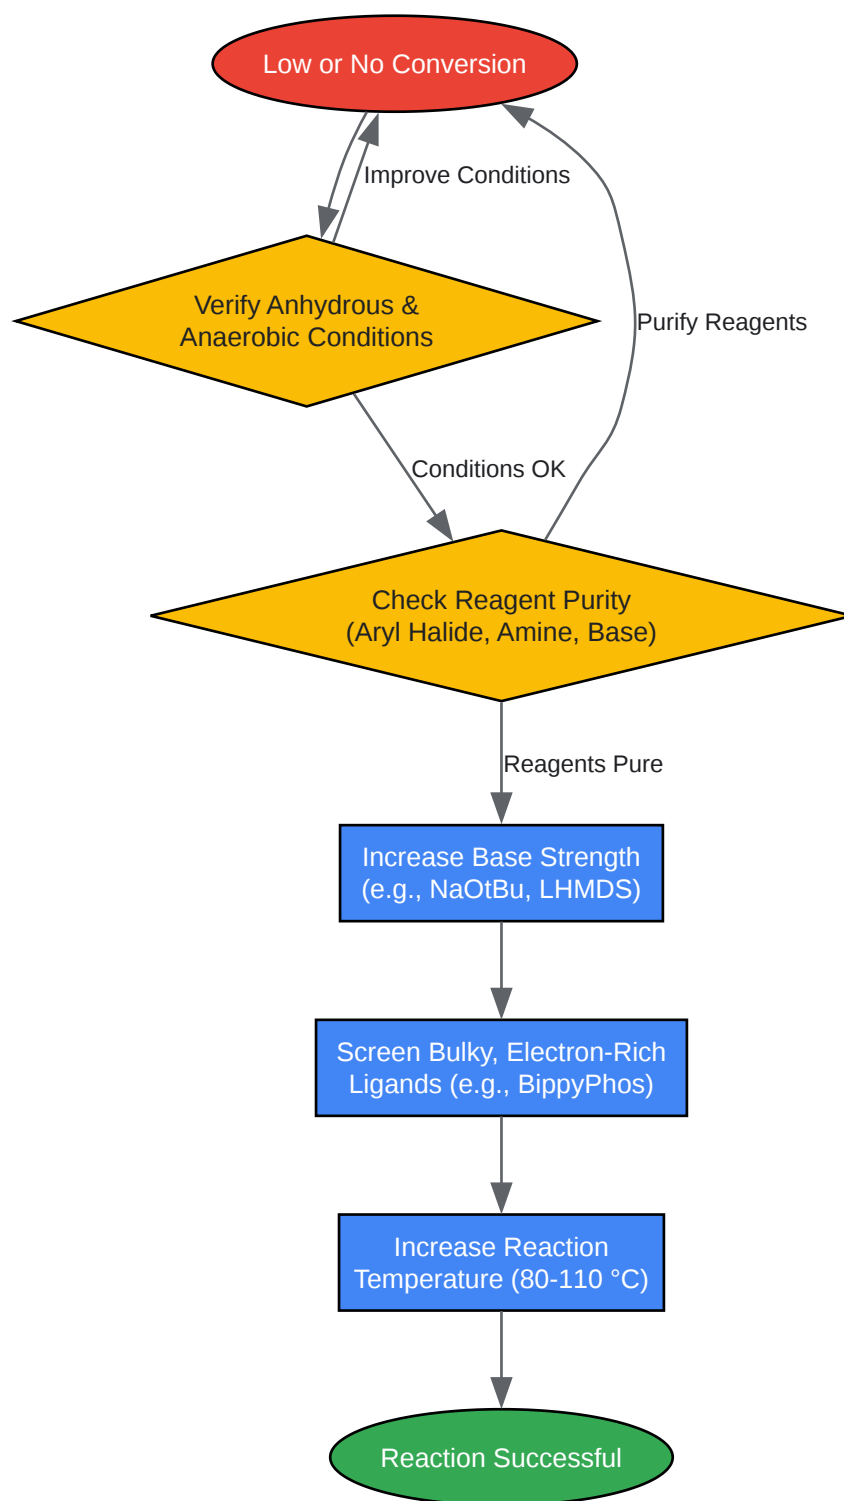 Low or No Conversion
Improve Conditions
Verify Anhydrous &
Anaerobic Conditions
Purify Reagents
Conditions OK
Check Reagent Purity
(Aryl Halide, Amine, Base)
Reagents Pure
Increase Base Strength
(e.g., NaOtBu, LHMDS)
Screen Bulky, Electron-Rich
Ligands (e.g., BippyPhos)
Increase Reaction
Temperature (80-110 °C)
Reaction Successful